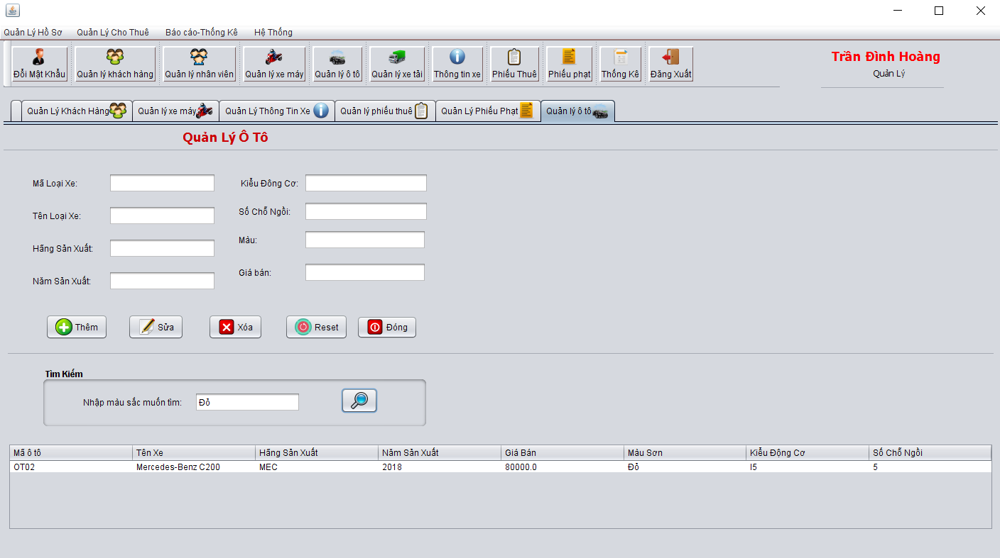 Quản Lý Hồ Sơ Quản Lý Cho Thuê Báo cáo-Thống Kê Hệ Thống
Đổi Mật Khẩu Quản lý khách hàng Quản lý nhân viên Quản lý xe máy Quản lý ô tô Quản lý xe tải Thông tin xe Phiếu Thuê Phiếu phạt Thống Kê Đăng Xuất
Trần Đình Hoàng
Quản Lý
Quản Lý Khách Hàng Quản lý xe máy Quản Lý Thông Tin Xe Quản lý phiếu thuê Quản Lý Phiếu Phạt Quản lý ô tô
Quản Lý Ô Tô
Mã Loại Xe: Kiểu Đông Cơ:
Tên Loại Xe: Số Chỗ Ngồi:
Hãng Sản Xuất: Màu:
Năm Sản Xuất: Giá bán:
Thêm Sửa Xóa Reset Đóng
Tìm Kiếm
Nhập màu sắc muốn tìm: Đỏ
Mã ô tô Tên Xe Hãng Sản Xuất Năm Sản Xuất Giá Bán Màu Sơn Kiểu Động Cơ Số Chỗ Ngồi
OT02 Mercedes-Benz C200 MEC 2018 80000.0 Đỏ I5 5